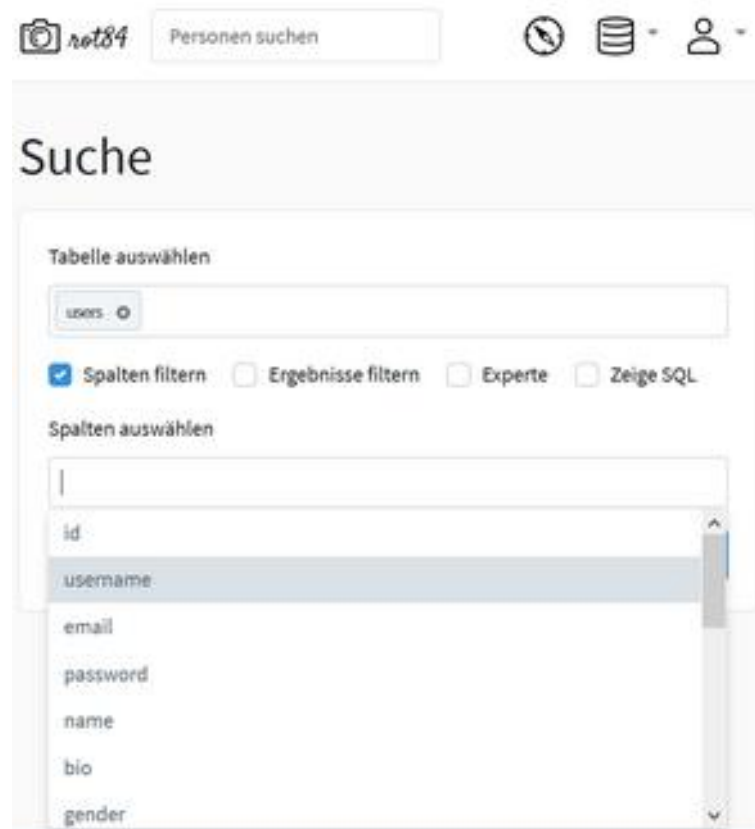 rot84 Personen suchen
Suche
Tabelle auswählen
users
Spalten filtern Ergebnisse filtern Experte Zeige SQL
Spalten auswählen
id
username
email
password
name
bio
gender